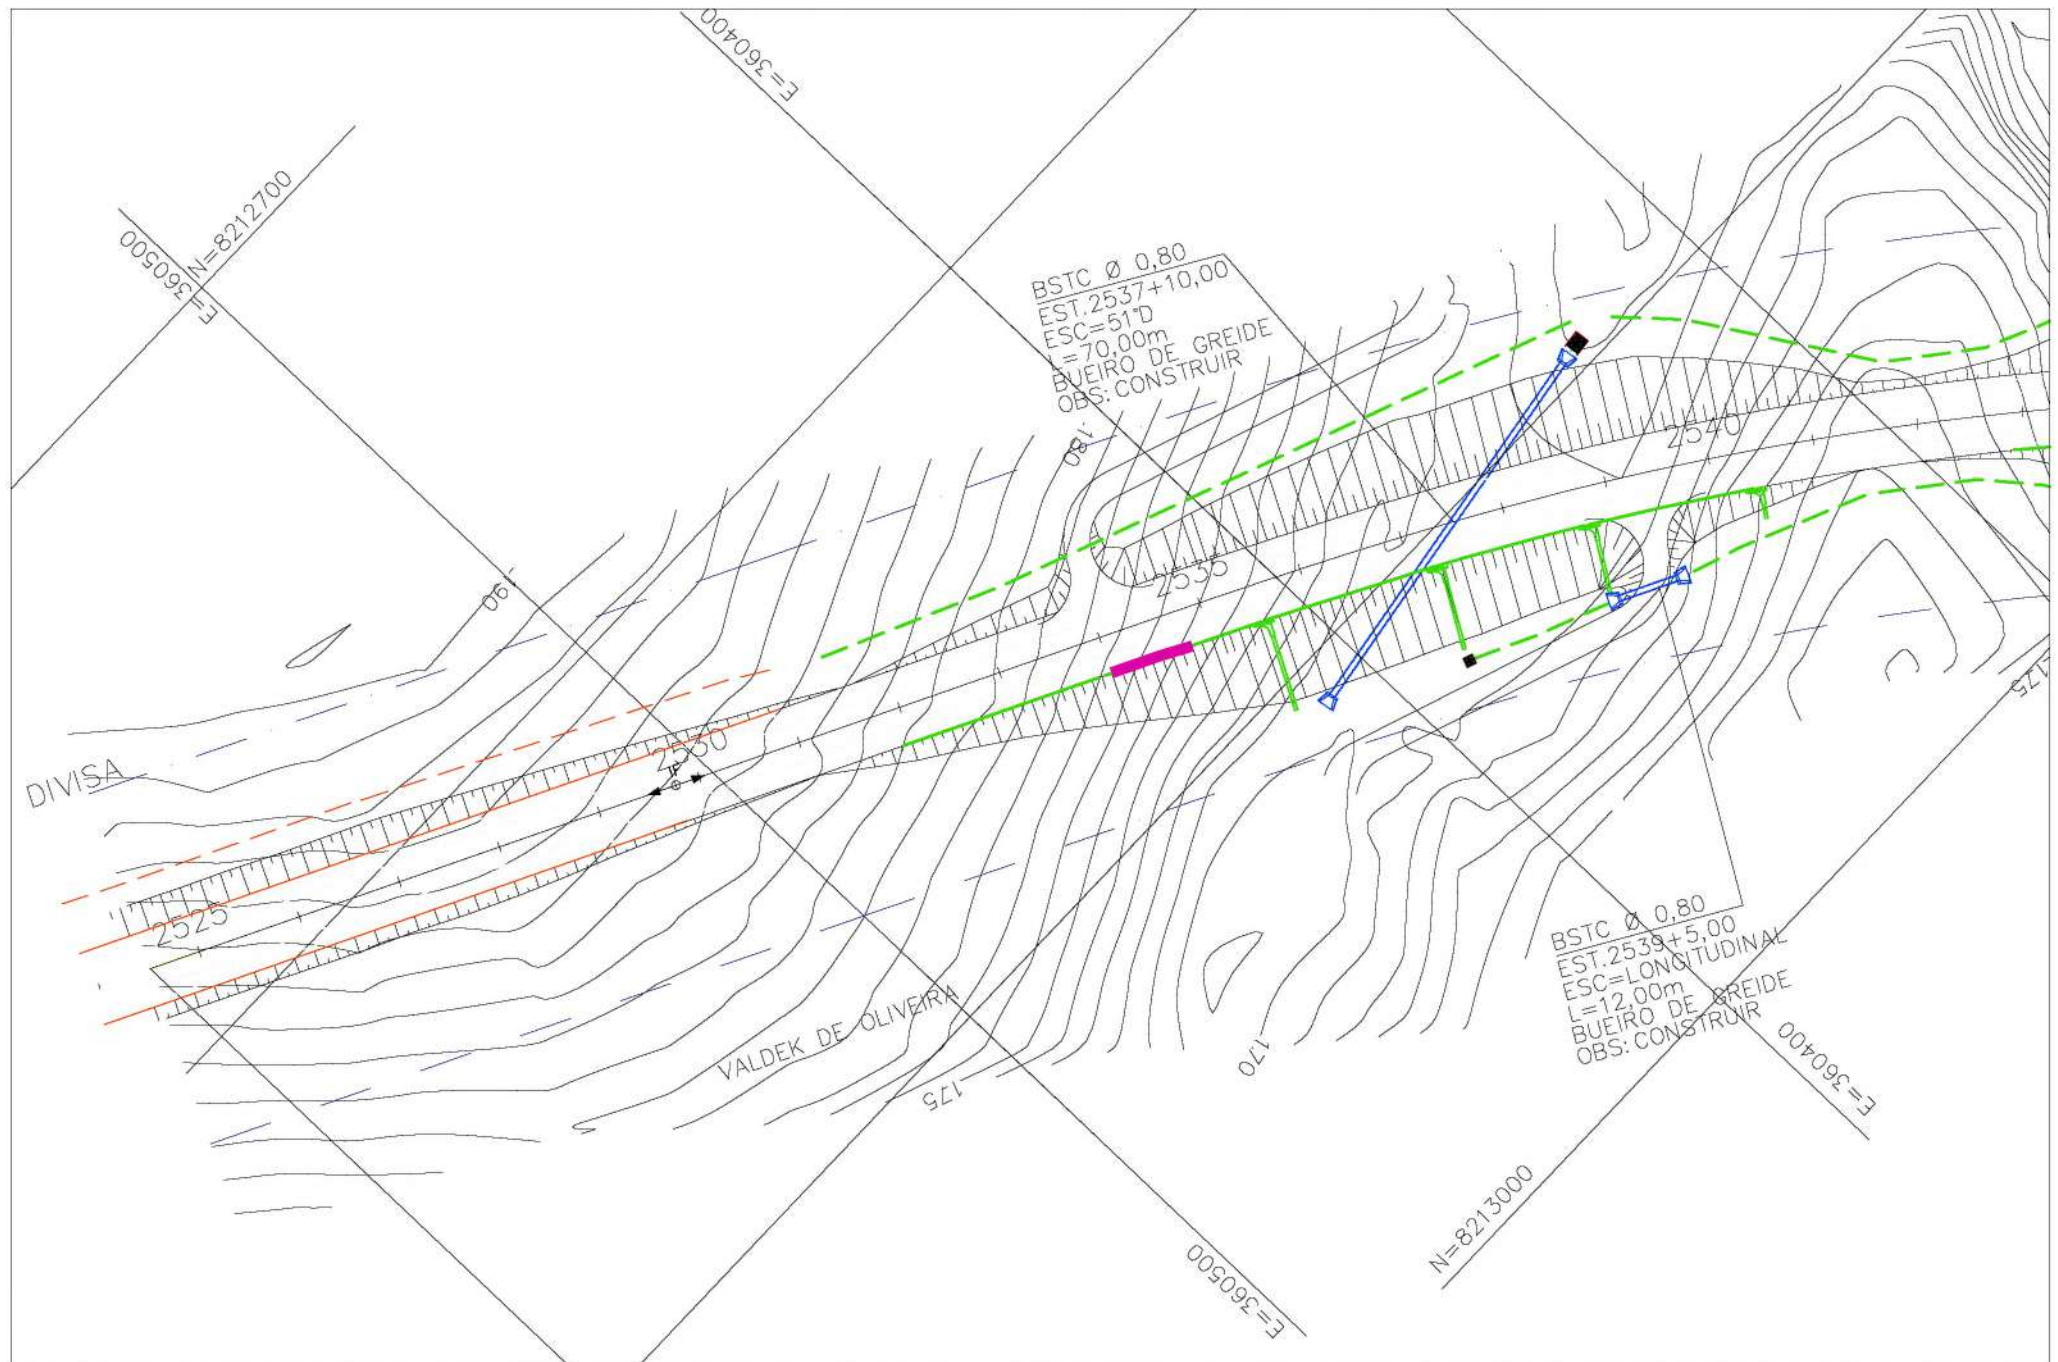 E=360400
N=8212700
E=360500
BSTC Ø 0,80
EST.2537+10,00
ESC=51°D
L=70,00m
BUEIRO DE GREIDE
OBS: CONSTRUIR
180
2540
2535
190
175
2530
DIVISA
2525
BSTC Ø 0,80
EST.2539+5,00
ESC=LONGITUDINAL
L=12,00m
BUEIRO DE GREIDE
OBS: CONSTRUIR
VALDEK DE OLIVEIRA
175
170
E=360400
N=8213000
E=360500